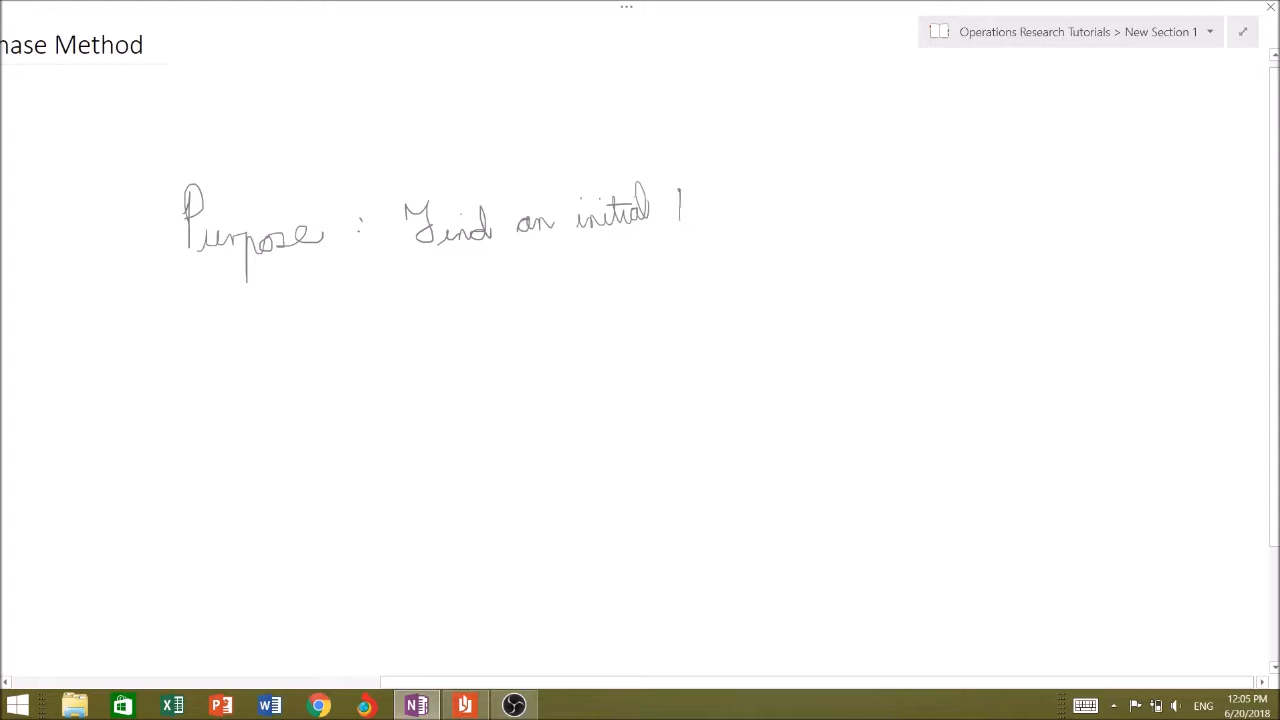 hase Method
Operations Research Tutorials > New Section 1
Purpose : Find an initial
ENG
12:05 PM
6/20/2018